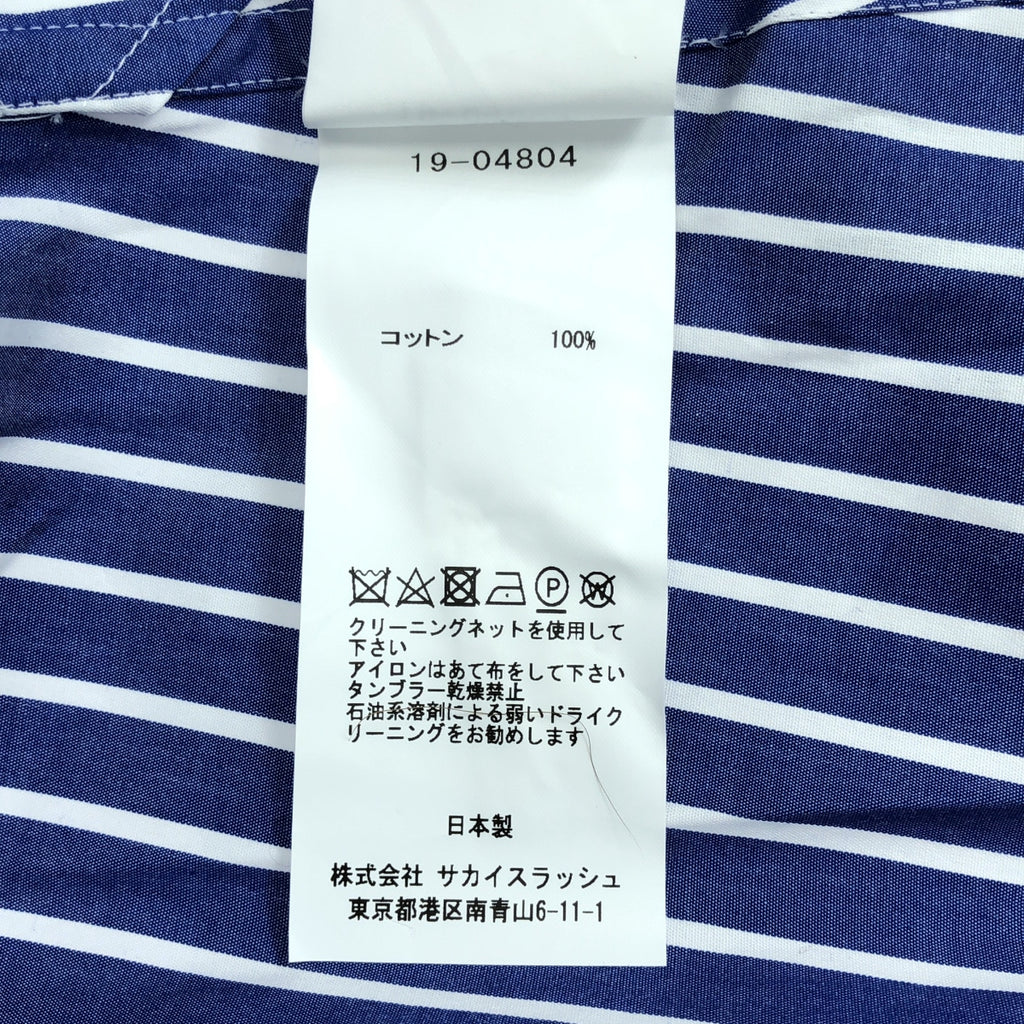 19-04804
コットン 100%
P W
クリーニングネットを使用して
下さい
アイロンはあて布をして下さい
タンブラー乾燥禁止
石油系溶剤による弱いドライク
リーニングをお勧めします
日本製
株式会社 サカイスラッシュ
東京都港区南青山6-11-1